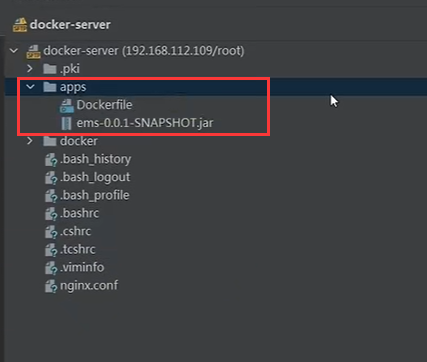 docker-server
docker-server (192.168.112.109/root)
.pki
apps
Dockerfile
ems-0.0.1-SNAPSHOT.jar
docker
.bash_history
.bash_logout
.bash_profile
.bashrc
.cshrc
.tcshrc
.viminfo
nginx.conf